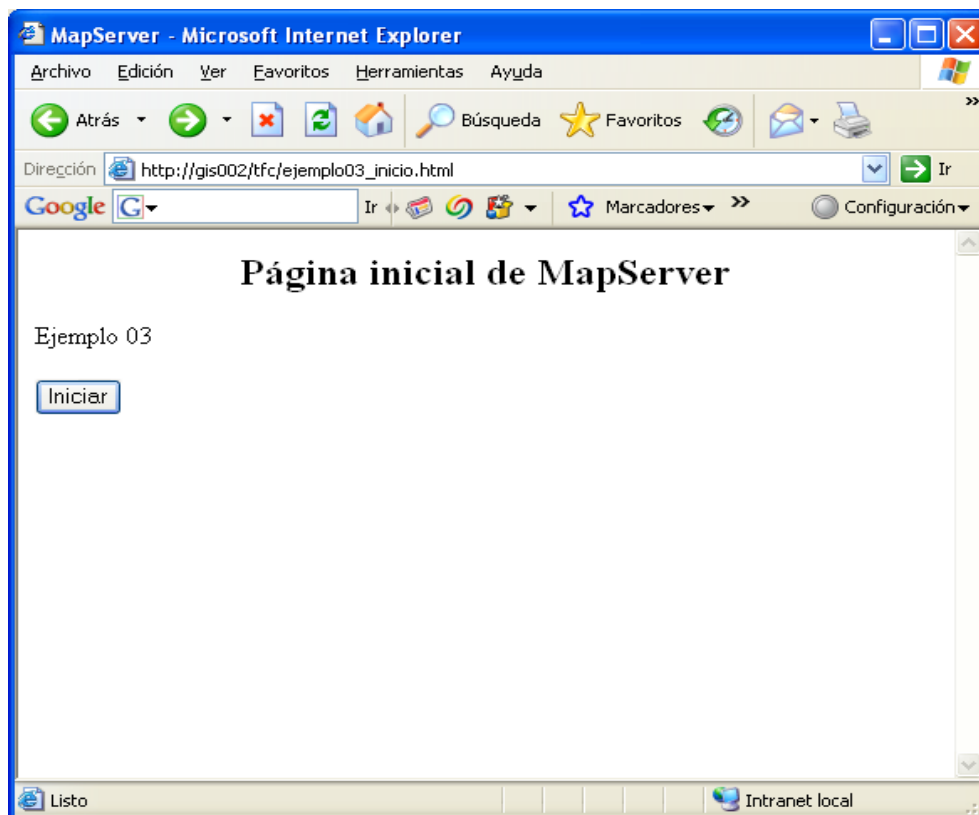 MapServer - Microsoft Internet Explorer
Archivo Edición Ver Favoritos Herramientas Ayuda
Atrás Búsqueda Favoritos »
Dirección http://gis002/tfc/ejemplo03_inicio.html Ir
Google G Ir Marcadores » Configuración
Página inicial de MapServer
Ejemplo 03
Iniciar
Listo Intranet local